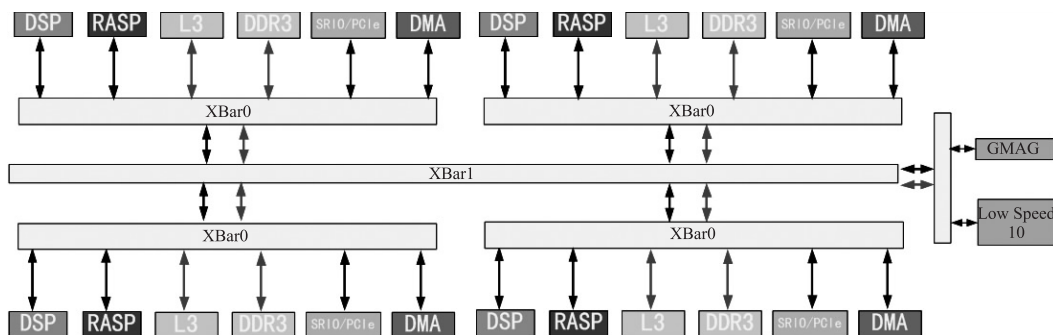 DSP RASP L3 DDR3 SRIO/PCIe DMA DSP RASP L3 DDR3 SRIO/PCIe DMA
XBar0 XBar0
GMAG
XBar1
Low Speed
10
XBar0 XBar0
DSP RASP L3 DDR3 SRIO/PCIe DMA DSP RASP L3 DDR3 SRIO/PCIe DMA